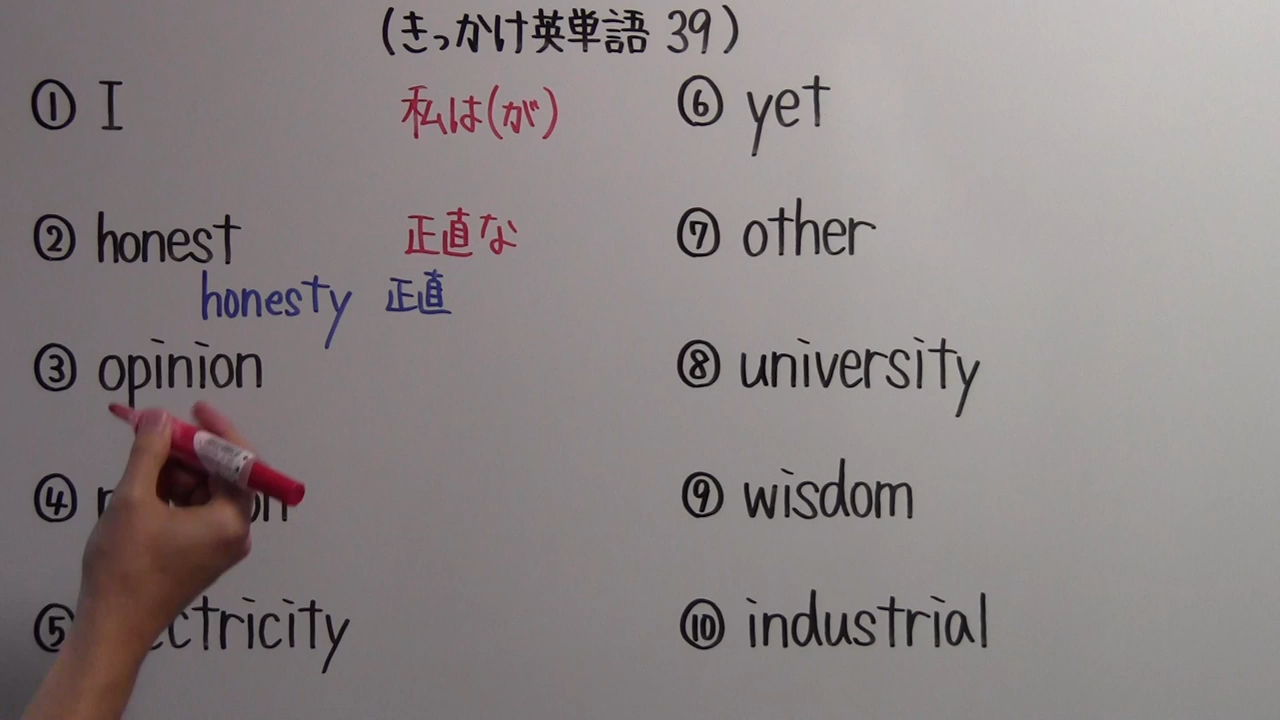 (きっかけ英単語 39)
① I 私は(が)
② honest 正直な
honesty 正直
③ opinion
④
⑤
⑥ yet
⑦ other
⑧ university
⑨ wisdom
⑩ industrial